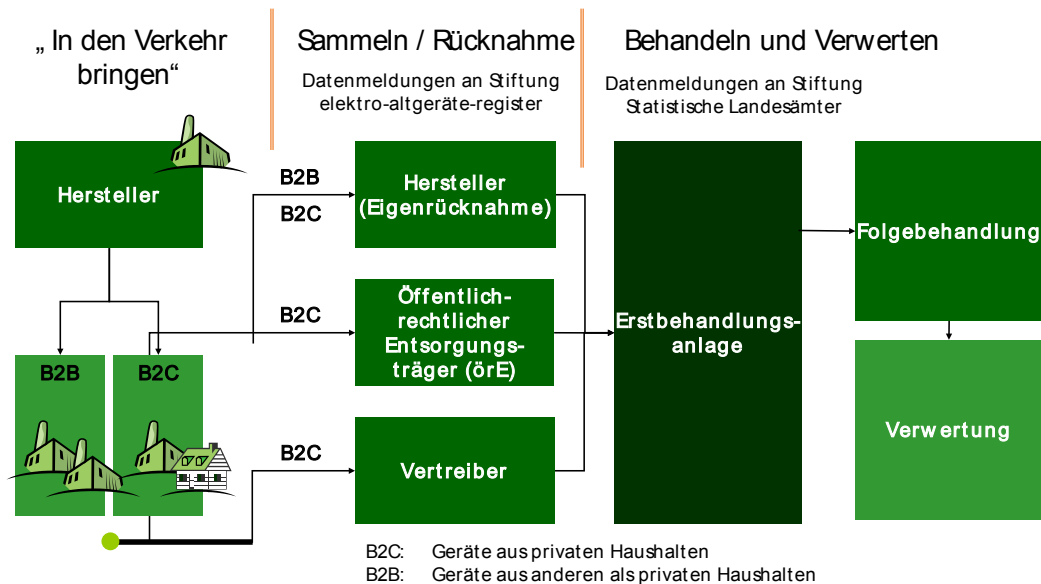 „ In den Verkehr
bringen“
Sammeln / Rücknahme
Datenmeldungen an Stiftung
elektro-altgeräte-register
Behandeln und Verwerten
Datenmeldungen an Stiftung
Statistische Landesämter
Hersteller
B2B
B2C
Hersteller
(Eigenrücknahme)
B2C
Öffentlich-
rechtlicher
Entsorgungs-
träger (örE)
B2C
Vertreiber
B2B
B2C
Erstbehandlungs-
anlage
Folgebehandlung
Verwertung
B2C: Geräte aus privaten Haushalten
B2B: Geräte aus anderen als privaten Haushalten